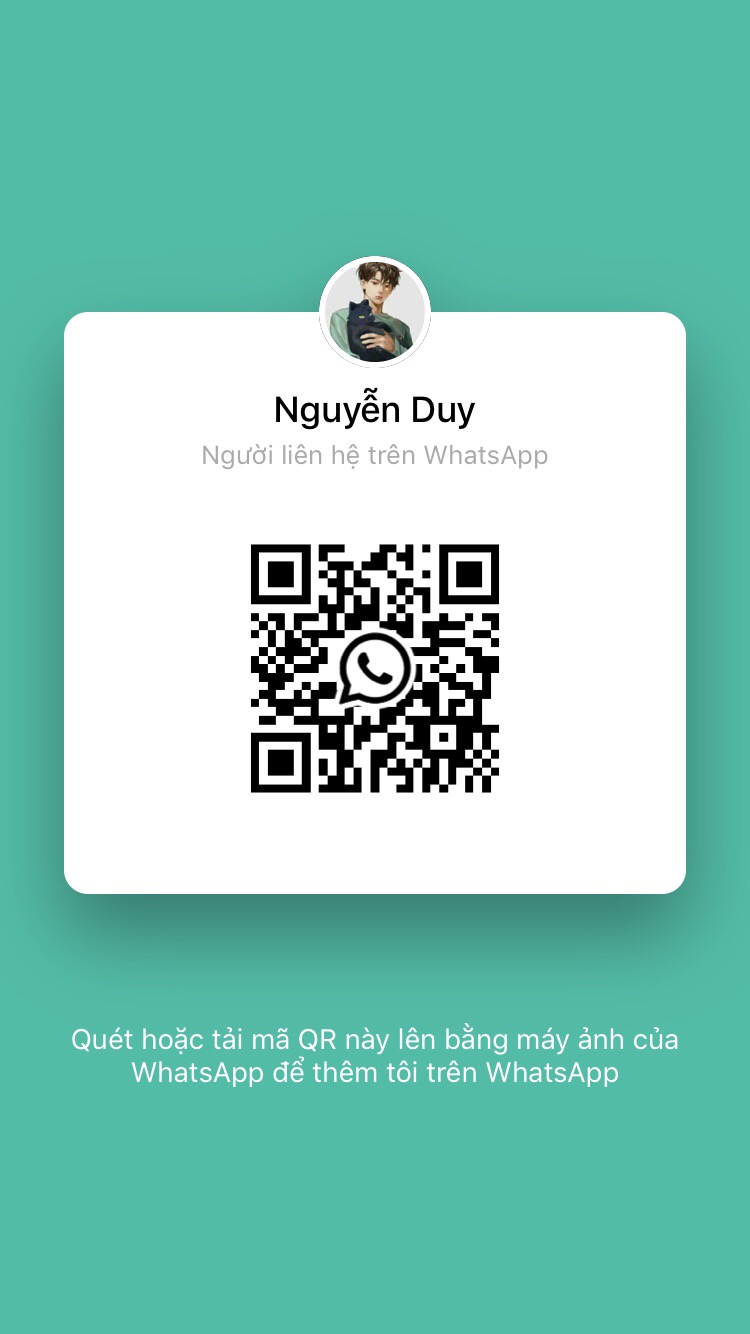 Nguyễn Duy
Người liên hệ trên WhatsApp
Quét hoặc tải mã QR này lên bằng máy ảnh của
WhatsApp để thêm tôi trên WhatsApp